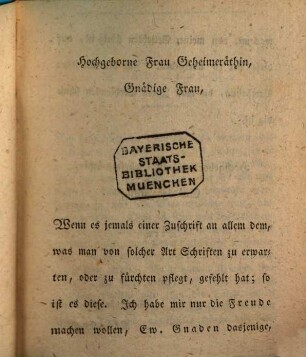 Hochgeborne Frau Geheimeräthin,
Gnädige Frau,
BAYERISCHE
STAATS-
BIBLIOTHEK
MUENCHEN
Wenn es jemals einer Zuschrift an allem dem,
was man von solcher Art Schriften zu erwar-
ten, oder zu fürchten pflegt, gefehlt hat; so
ist es diese. Ich habe mir nur die Freude
machen wollen, Ew. Gnaden dasjenige,